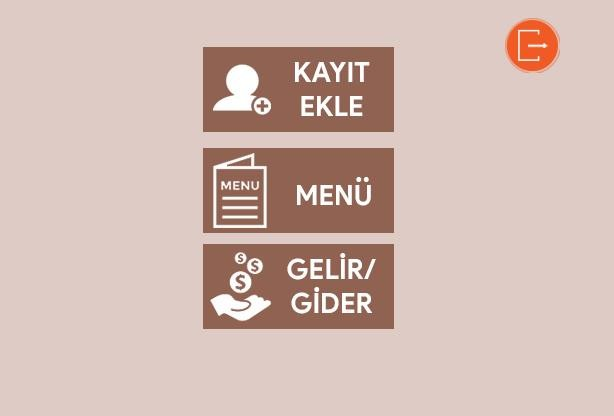 KAYIT
EKLE
MENU
MENÜ
GELİR/
GİDER